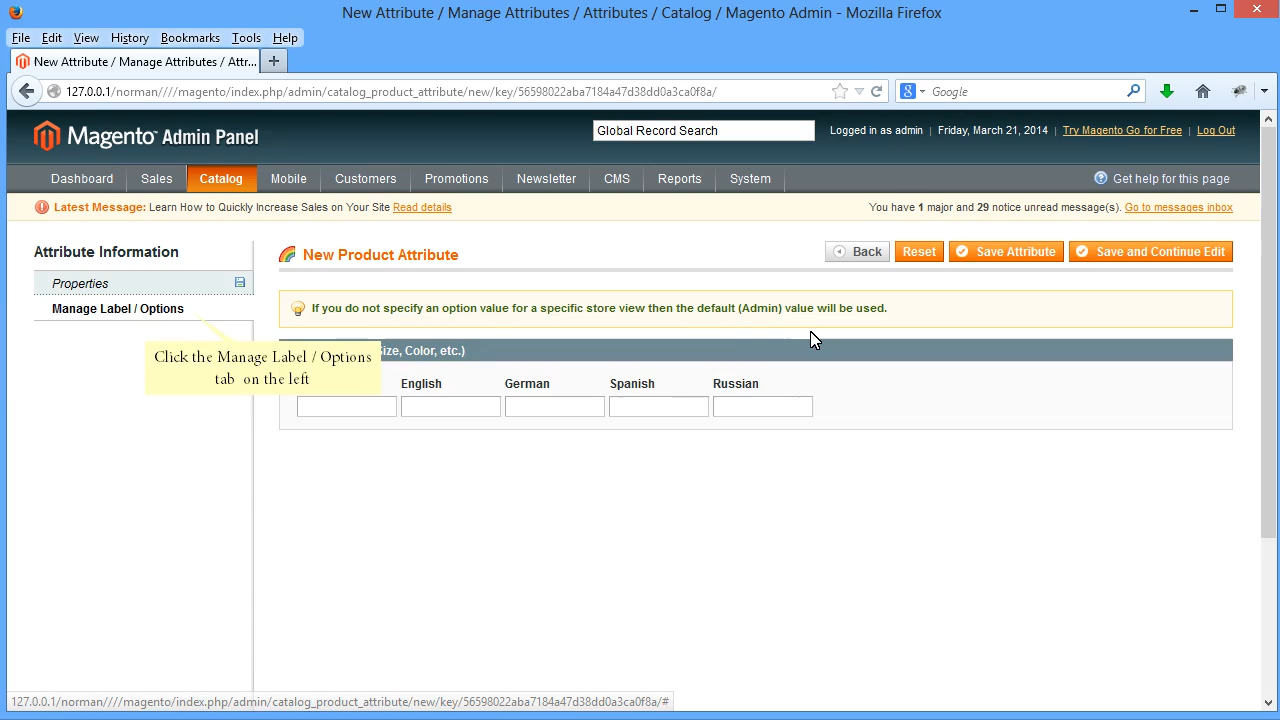 New Attribute / Manage Attributes / Attributes / Catalog / Magento Admin - Mozilla Firefox
File Edit View History Bookmarks Tools Help
New Attribute / Manage Attributes / Attr...
127.0.0.1/norman////magento/index.php/admin/catalog_product_attribute/new/key/56598022aba7184a47d38dd0a3ca0f8a/
Google
Magento Admin Panel
Global Record Search
Logged in as admin | Friday, March 21, 2014 | Try Magento Go for Free | Log Out
Dashboard Sales Catalog Mobile Customers Promotions Newsletter CMS Reports System
Get help for this page
Latest Message: Learn How to Quickly Increase Sales on Your Site Read details
You have 1 major and 29 notice unread message(s). Go to messages inbox
Attribute Information
Properties
Manage Label / Options
New Product Attribute
Back Reset Save Attribute Save and Continue Edit
If you do not specify an option value for a specific store view then the default (Admin) value will be used.
Click the Manage Label / Options
tab on the left
Size, Color, etc.)
English German Spanish Russian
127.0.0.1/norman////magento/index.php/admin/catalog_product_attribute/new/key/56598022aba7184a47d38dd0a3ca0f8a/#